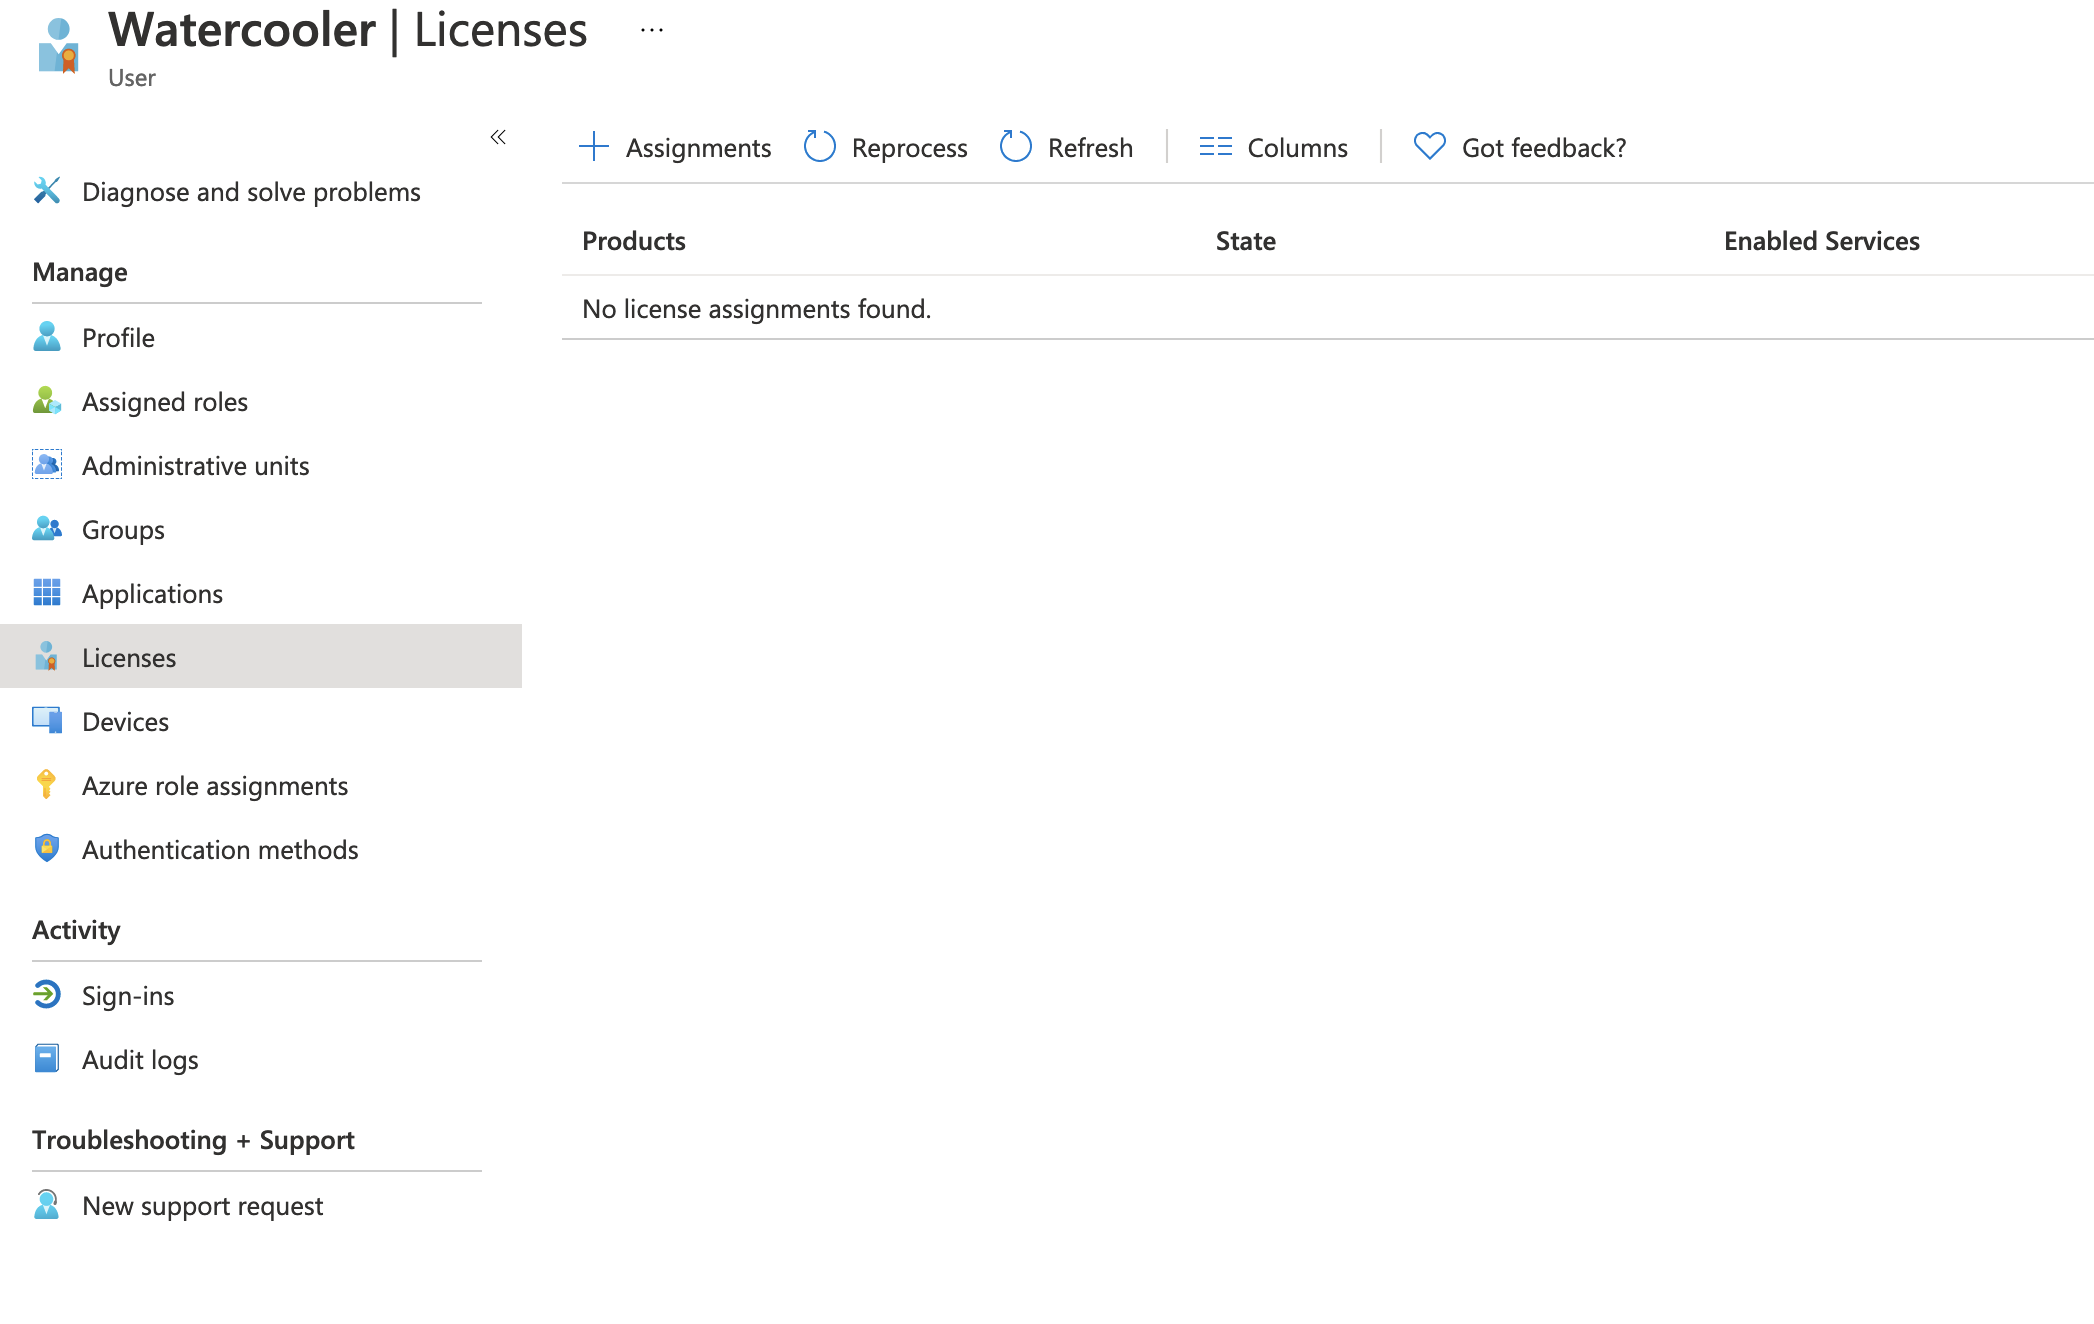 Watercooler | Licenses ...
User
«
Diagnose and solve problems
Manage
Profile
Assigned roles
Administrative units
Groups
Applications
Licenses
Devices
Azure role assignments
Authentication methods
Activity
Sign-ins
Audit logs
Troubleshooting + Support
New support request
Assignments Reprocess Refresh Columns Got feedback?
Products State Enabled Services
No license assignments found.